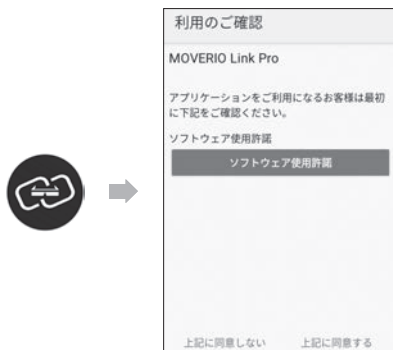 利用のご確認
MOVERIO Link Pro
アプリケーションをご利用になるお客様は最初
に下記をご確認ください。
ソフトウェア使用許諾
ソフトウェア使用許諾
上記に同意しない 上記に同意する